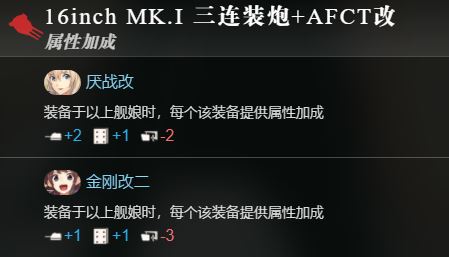 16inch MK.I 三连装炮+AFCT改
属性加成
厌战改
装备于以上舰娘时，每个该装备提供属性加成
+2 +1 -2
金刚改二
装备于以上舰娘时，每个该装备提供属性加成
+1 +1 -3